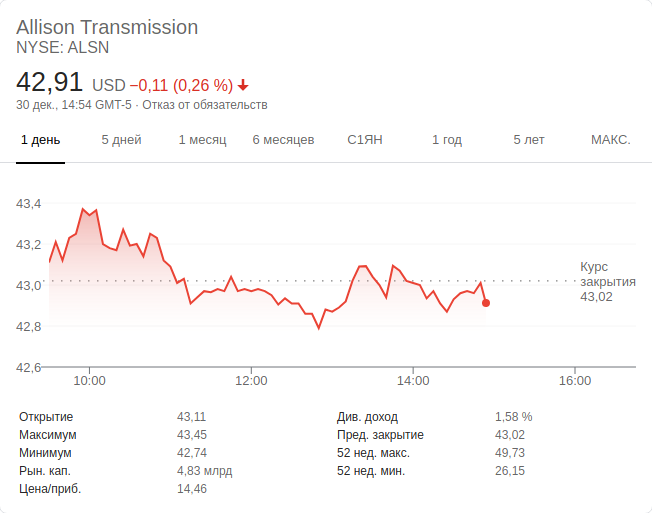 Allison Transmission
NYSE: ALSN
42,91 USD −0,11 (0,26 %)
30 дек., 14:54 GMT-5 · Отказ от обязательств
1 день 5 дней 1 месяц 6 месяцев С1ЯН 1 год 5 лет МАКС.
43,4
43,2
43,0
42,8
42,6
Курс
закрытия
43,02
10:00 12:00 14:00 16:00
Открытие 43,11 Див. доход 1,58 %
Максимум 43,45 Пред. закрытие 43,02
Минимум 42,74 52 нед. макс. 49,73
Рын. кап. 4,83 млрд 52 нед. мин. 26,15
Цена/приб. 14,46